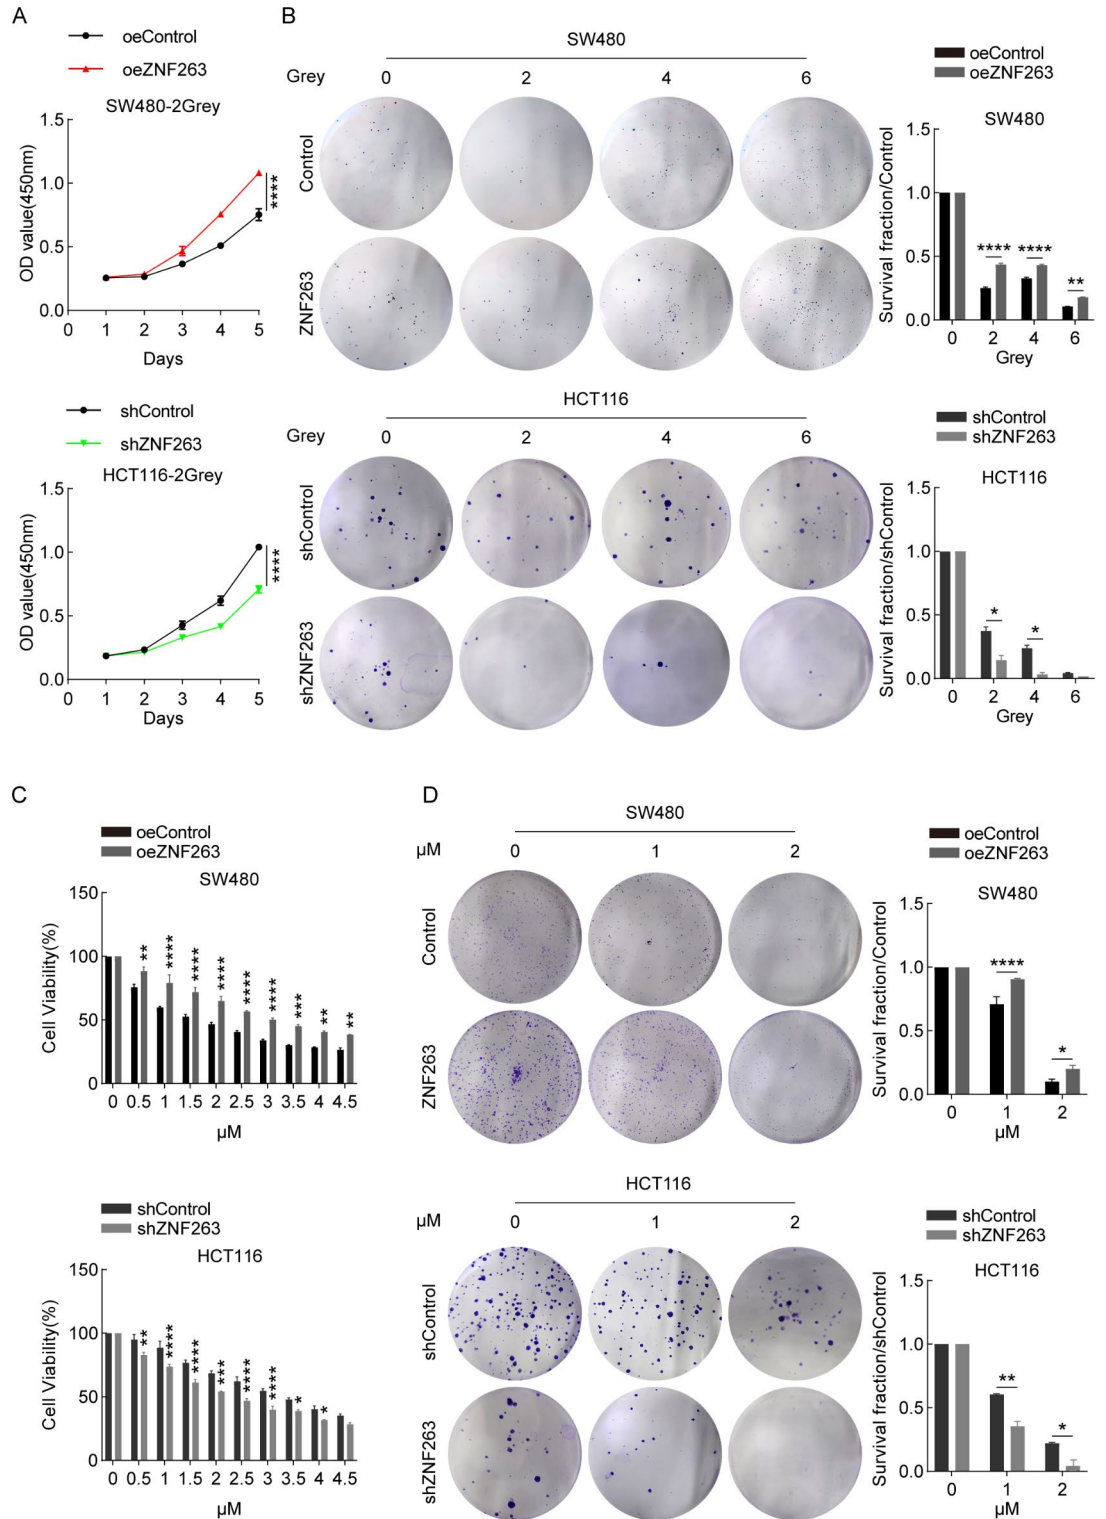 A
oeControl
oeZNF263
SW480-2Grey
OD value(450nm)
1.5
1.0
0.5
0.0
****
0 1 2 3 4 5
Days
shControl
shZNF263
HCT116-2Grey
OD value(450nm)
1.5
1.0
0.5
0.0
****
0 1 2 3 4 5
Days
B
SW480
Grey 0 2 4 6
Control
ZNF263
oeControl
oeZNF263
SW480
Survival fraction/Control
1.5
1.0
0.5
0.0
**** **** **
0 2 4 6
Grey
HCT116
Grey 0 2 4 6
shControl
shZNF263
shControl
shZNF263
HCT116
Survival fraction/shControl
1.5
1.0
0.5
0.0
* *
0 2 4 6
Grey
C
oeControl
oeZNF263
SW480
Cell Viability(%)
150
100
50
0
** **** **** **** **** **** *** ** **
0 0.5 1 1.5 2 2.5 3 3.5 4 4.5
µM
shControl
shZNF263
HCT116
Cell Viability(%)
150
100
50
0
** **** **** *** **** **** * *
0 0.5 1 1.5 2 2.5 3 3.5 4 4.5
µM
D
SW480
µM 0 1 2
Control
ZNF263
oeControl
oeZNF263
SW480
Survival fraction/Control
1.5
1.0
0.5
0.0
**** *
0 1 2
µM
HCT116
µM 0 1 2
shControl
shZNF263
shControl
shZNF263
HCT116
Survival fraction/shControl
1.5
1.0
0.5
0.0
** *
0 1 2
µM